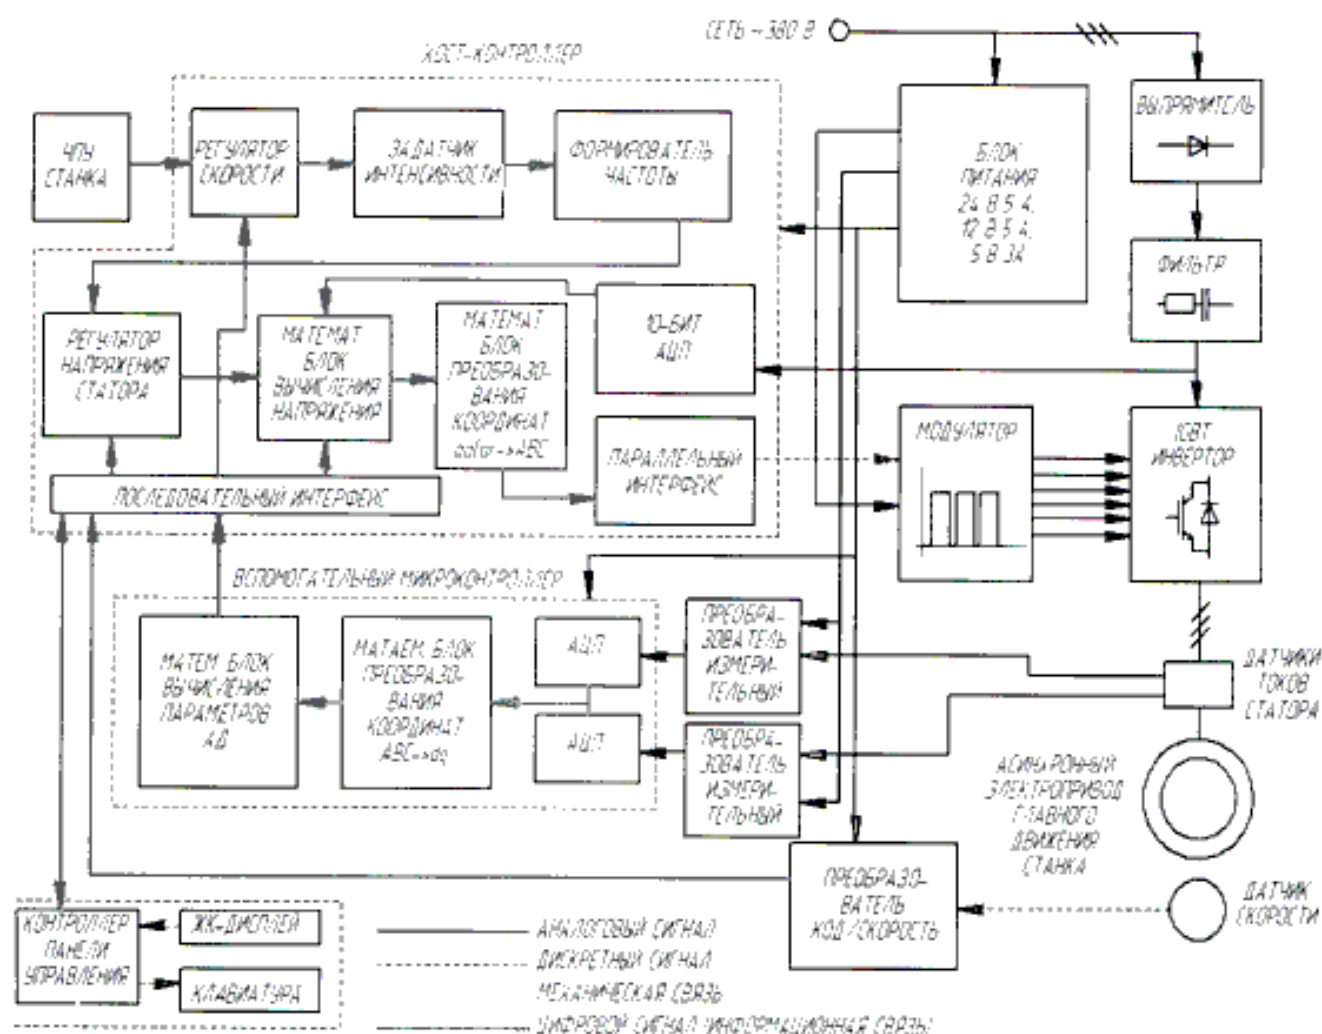 СЕТЬ ~380 В
ХОСТ-КОНТРОЛЛЕР
ЧПУ
СТАНКА
РЕГУЛЯТОР
СКОРОСТИ
ЗАДАТЧИК
ИНТЕНСИВНОСТИ
ФОРМИРОВАТЕЛЬ
ЧАСТОТЫ
БЛОК
ПИТАНИЯ
24 В 5 А,
12 В 5 А,
5 В 3А
ВЫПРЯМИТЕЛЬ
ФИЛЬТР
РЕГУЛЯТОР
НАПРЯЖЕНИЯ
СТАТОРА
МАТЕМАТ
БЛОК
ВЫЧИСЛЕНИЯ
НАПРЯЖЕНИЯ
МАТЕМАТ
БЛОК
ПРЕОБРАЗО-
ВАНИЯ
КООРДИНАТ
->ABC
10-БИТ
АЦП
ПАРАЛЛЕЛЬНЫЙ
ИНТЕРФЕЙС
МОДУЛЯТОР
IGBT
ИНВЕРТОР
ПОСЛЕДОВАТЕЛЬНЫЙ ИНТЕРФЕЙС
ВСПОМОГАТЕЛЬНЫЙ МИКРОКОНТРОЛЛЕР
МАТЕМ. БЛОК
ВЫЧИСЛЕНИЯ
ПАРАМЕТРОВ
АД
МАТАЕМ. БЛОК
ПРЕОБРАЗО-
ВАНИЯ
КООРДИНАТ
ABC->dq
АЦП
АЦП
ПРЕОБРА-
ЗОВАТЕЛЬ
ИЗМЕРИ-
ТЕЛЬНЫЙ
ПРЕОБРА-
ЗОВАТЕЛЬ
ИЗМЕРИ-
ТЕЛЬНЫЙ
ДАТЧИКИ
ТОКОВ
СТАТОРА
АСИНХРОННЫЙ
ЭЛЕКТРОПРИВОД
ГЛАВНОГО
ДВИЖЕНИЯ
СТАНКА
ПРЕОБРАЗО-
ВАТЕЛЬ
КОД/СКОРОСТЬ
ДАТЧИК
СКОРОСТИ
КОНТРОЛЛЕР
ПАНЕЛИ
УПРАВЛЕНИЯ
ЖК-ДИСПЛЕЙ
КЛАВИАТУРА
АНАЛОГОВЫЙ СИГНАЛ
ДИСКРЕТНЫЙ СИГНАЛ
МЕХАНИЧЕСКАЯ СВЯЗЬ
ЦИФРОВОЙ СИГНАЛ (ИНФОРМАЦИОННАЯ СВЯЗЬ)